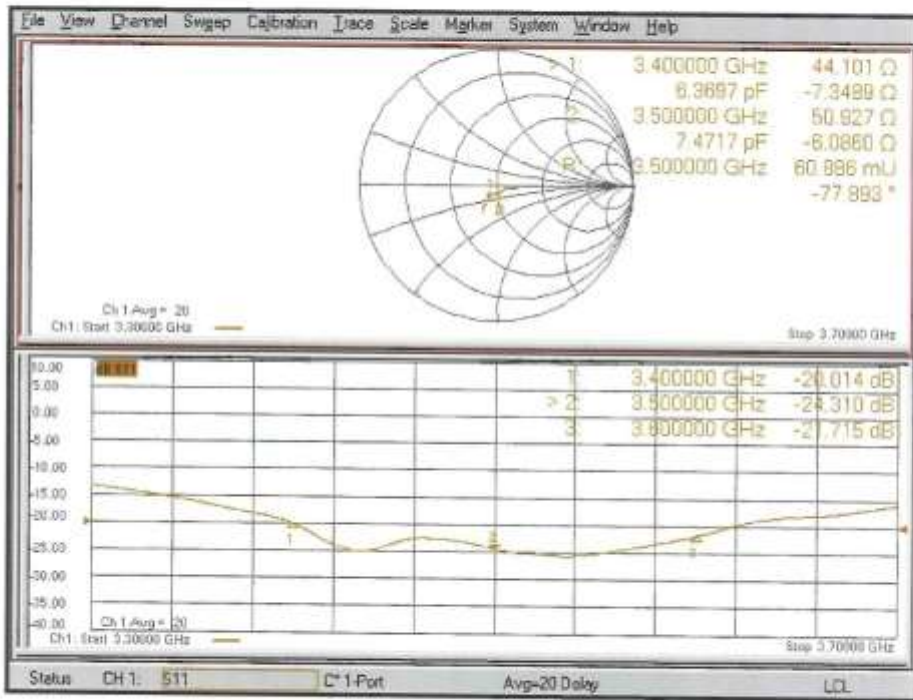 File View Channel Sweep Calibration Trace Scale Marker System Window Help
> 1: 3.400000 GHz 44.101 Ω
6.3697 pF -7.3489 Ω
3.500000 GHz 50.927 Ω
7.4717 pF -6.0860 Ω
R: 3.500000 GHz 60.996 mU
-77.893 °
Ch 1 Avg = 20
Ch1: Start 3.30000 GHz
Stop 3.70000 GHz
10.00
5.00
0.00
-5.00
-10.00
-15.00
-20.00
-25.00
-30.00
-35.00
-40.00
1: 3.400000 GHz -20.014 dB
> 2: 3.500000 GHz -24.310 dB
3: 3.600000 GHz -21.715 dB
1
2
Ch 1 Avg = 20
Ch1: Start 3.30000 GHz
Stop 3.70000 GHz
Status CH 1: S11 C* 1-Port Avg=20 Delay LCL